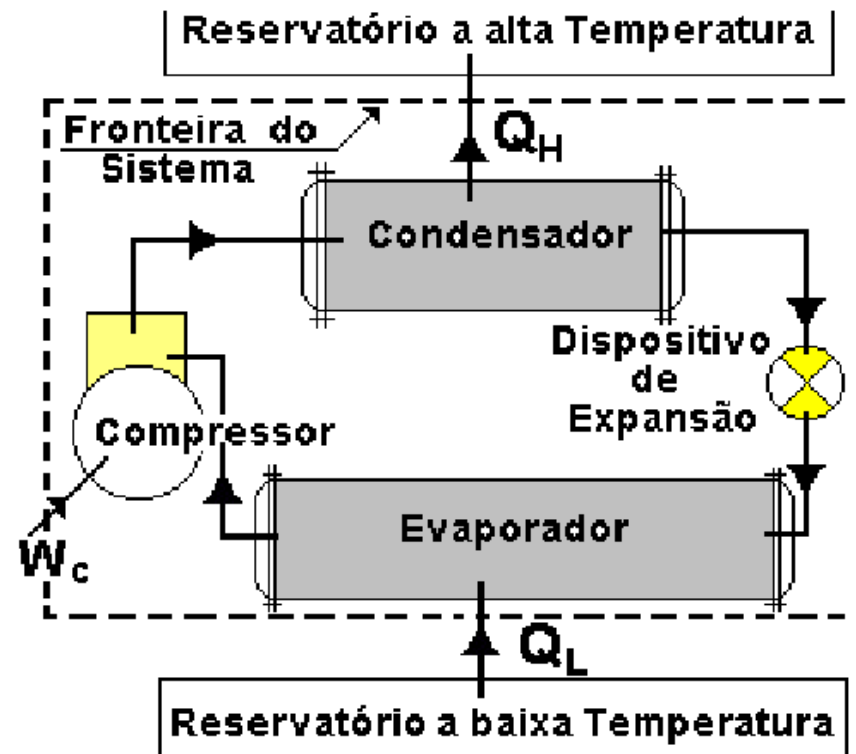 Reservatório a alta Temperatura
Fronteira do
Sistema
QH
Condensador
Dispositivo
de
Expansão
Compressor
Evaporador
Wc
QL
Reservatório a baixa Temperatura